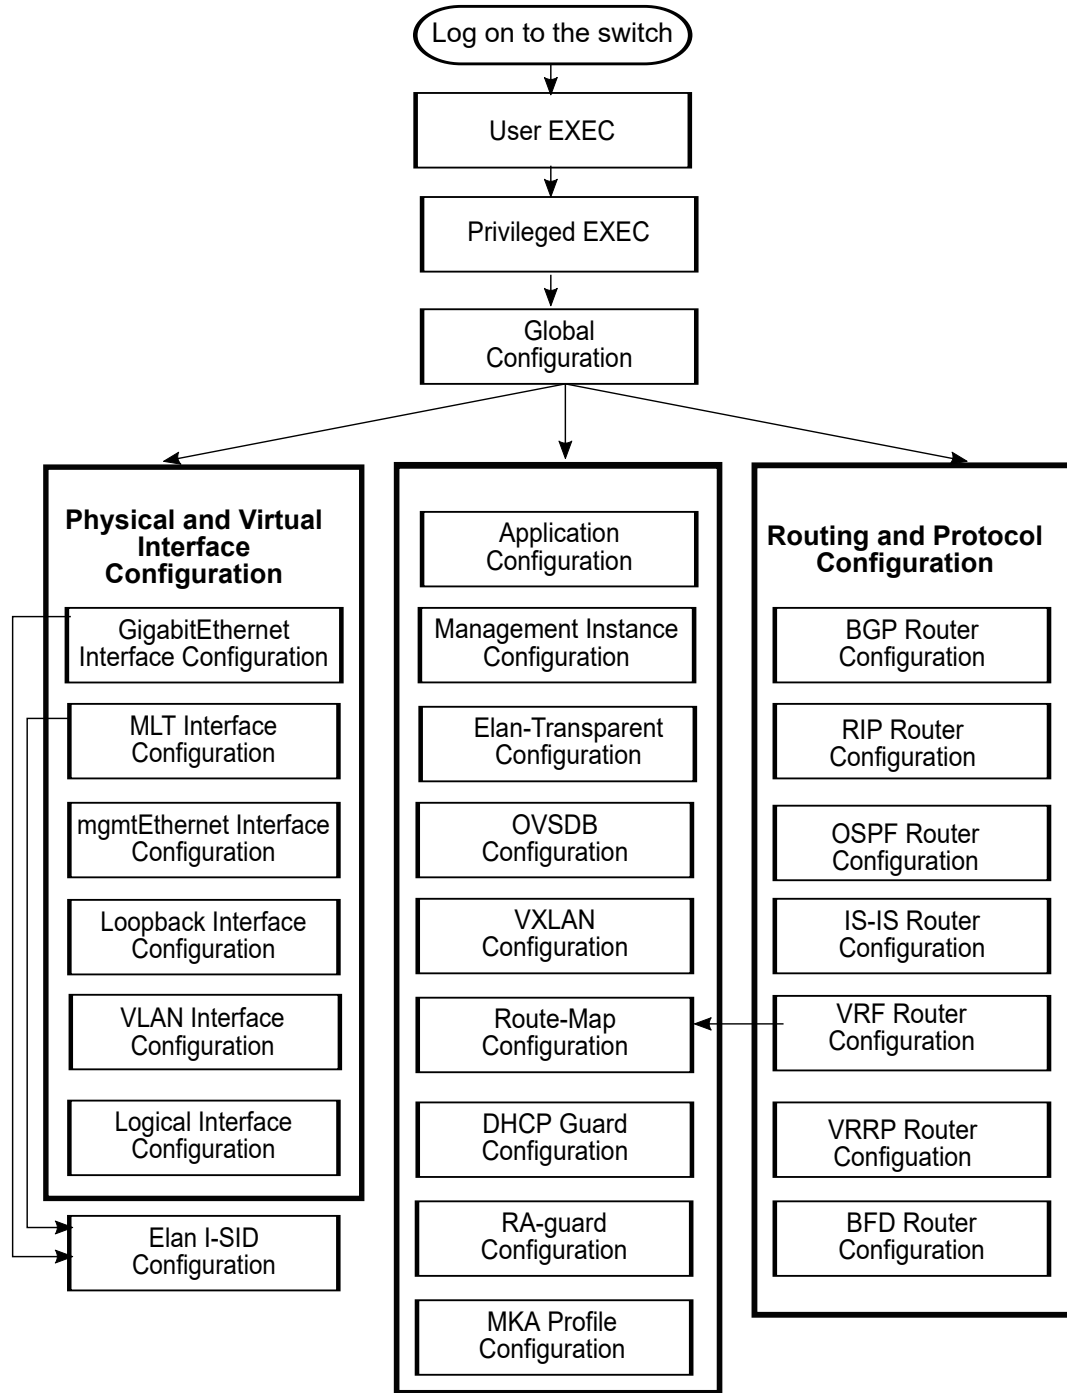 Log on to the switch
User EXEC
Privileged EXEC
Global
Configuration
Physical and Virtual
Interface
Configuration
GigabitEthernet
Interface Configuration
MLT Interface
Configuration
mgmtEthernet Interface
Configuration
Loopback Interface
Configuration
VLAN Interface
Configuration
Logical Interface
Configuration
Elan I-SID
Configuration
Application
Configuration
Management Instance
Configuration
Elan-Transparent
Configuration
OVSDB
Configuration
VXLAN
Configuration
Route-Map
Configuration
DHCP Guard
Configuration
RA-guard
Configuration
MKA Profile
Configuration
Routing and Protocol
Configuration
BGP Router
Configuration
RIP Router
Configuration
OSPF Router
Configuration
IS-IS Router
Configuration
VRF Router
Configuration
VRRP Router
Configuation
BFD Router
Configuration